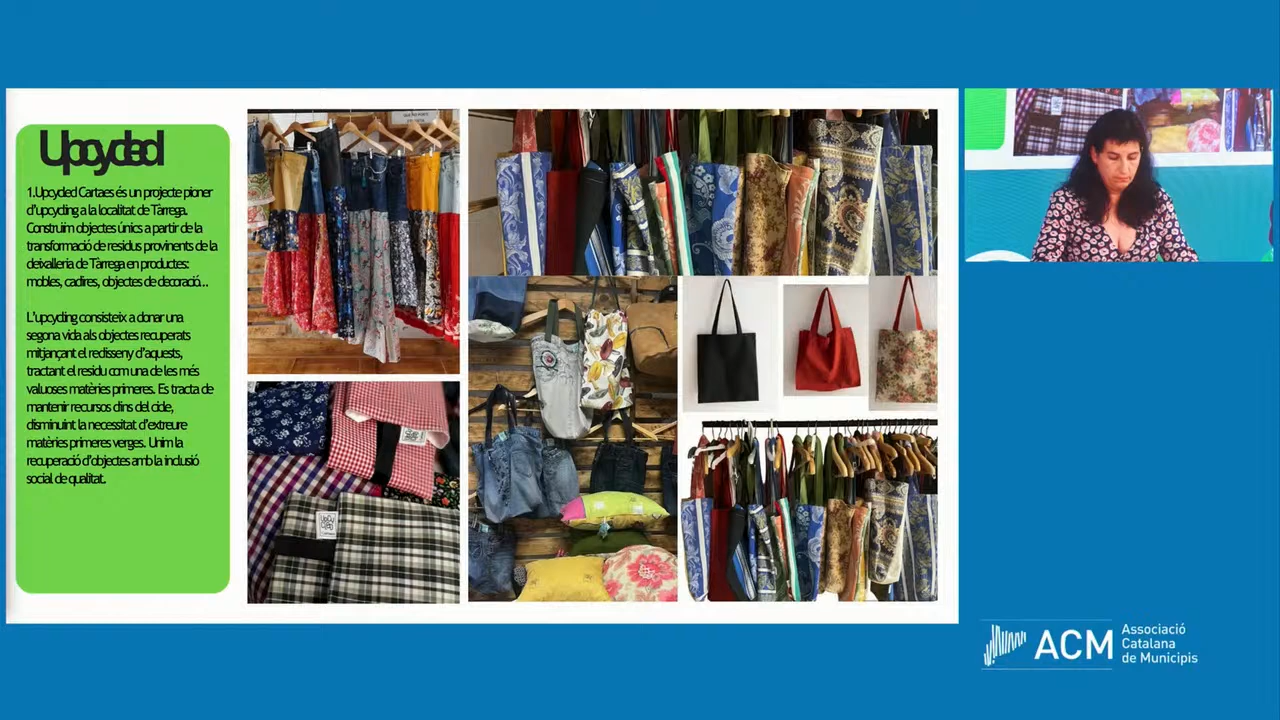 Upcycled
1.Upcycled Cartaes és un projecte pioner
d'upcycling a la localitat de Tàrrega.
Construïm objectes únics a partir de la
transformació de residus provinents de la
deixalleria de Tàrrega en productes:
mobles, cadires, objectes de decoració...
L'upcycling consisteix a donar una
segona vida als objectes recuperats
mitjançant el redisseny d'aquests,
tractant el residu com una de les més
valuoses matèries primeres. Es tracta de
mantenir recursos dins del cicle,
disminuint la necessitat d'extreure
matèries primeres verges. Unim la
recuperació d'objectes amb la inclusió
social de qualitat.
ACM
Associació
Catalana
de Municipis